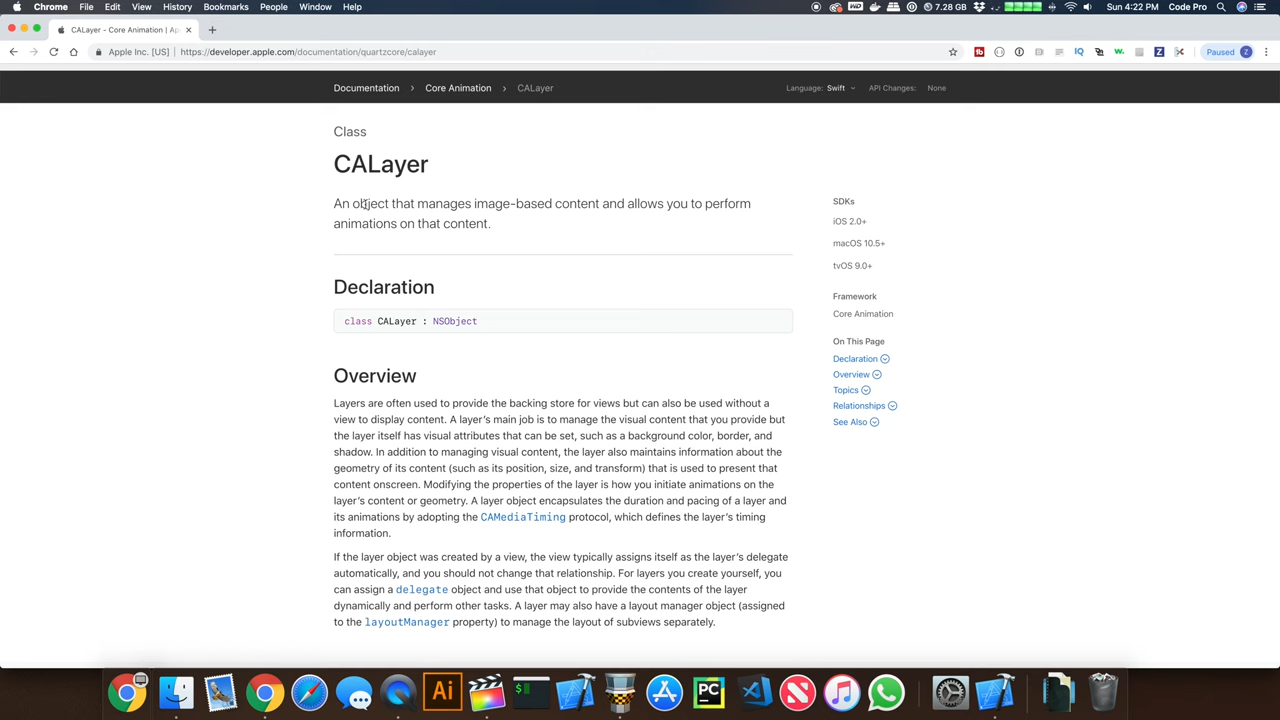 Chrome File Edit View History Bookmarks People Window Help
7.28 GB Sun 4:22 PM Code Pro
CALayer - Core Animation | Ap
Apple Inc. [US] | https://developer.apple.com/documentation/quartzcore/calayer
Paused Z
Documentation > Core Animation > CALayer
Language: Swift API Changes: None
Class
CALayer
An object that manages image-based content and allows you to perform
animations on that content.
SDKs
iOS 2.0+
macOS 10.5+
tvOS 9.0+
Framework
Core Animation
On This Page
Declaration
Overview
Topics
Relationships
See Also
Declaration
class CALayer : NSObject
Overview
Layers are often used to provide the backing store for views but can also be used without a
view to display content. A layer's main job is to manage the visual content that you provide but
the layer itself has visual attributes that can be set, such as a background color, border, and
shadow. In addition to managing visual content, the layer also maintains information about the
geometry of its content (such as its position, size, and transform) that is used to present that
content onscreen. Modifying the properties of the layer is how you initiate animations on the
layer's content or geometry. A layer object encapsulates the duration and pacing of a layer and
its animations by adopting the CAMediaTiming protocol, which defines the layer's timing
information.
If the layer object was created by a view, the view typically assigns itself as the layer's delegate
automatically, and you should not change that relationship. For layers you create yourself, you
can assign a delegate object and use that object to provide the contents of the layer
dynamically and perform other tasks. A layer may also have a layout manager object (assigned
to the layoutManager property) to manage the layout of subviews separately.
Ai
PC